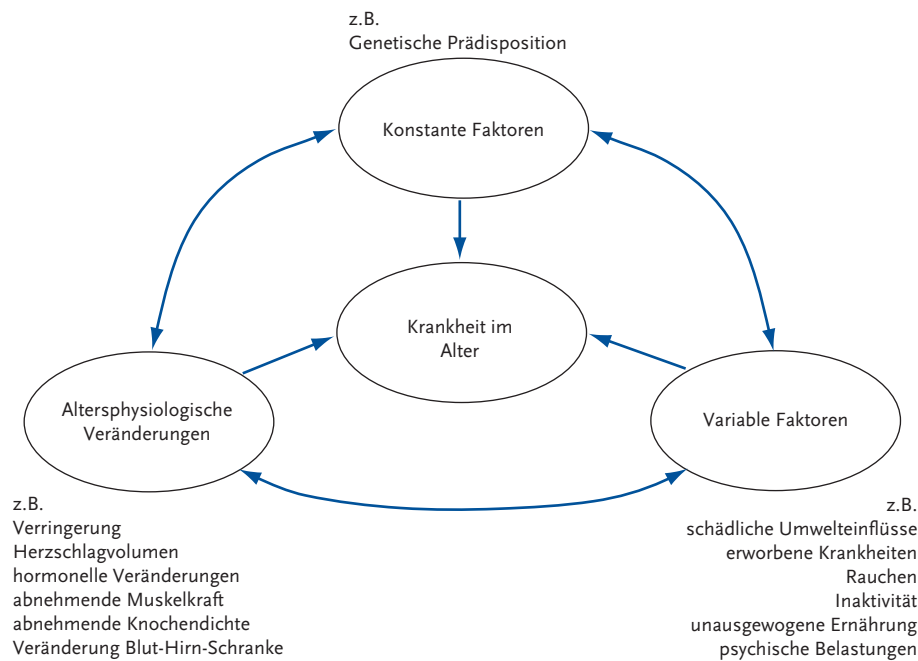 z.B.
Genetische Prädisposition
Konstante Faktoren
Krankheit im
Alter
Altersphysiologische
Veränderungen
Variable Faktoren
z.B.
Verringerung
Herzschlagvolumen
hormonelle Veränderungen
abnehmende Muskelkraft
abnehmende Knochendichte
Veränderung Blut-Hirn-Schranke
z.B.
schädliche Umwelteinflüsse
erworbene Krankheiten
Rauchen
Inaktivität
unausgewogene Ernährung
psychische Belastungen